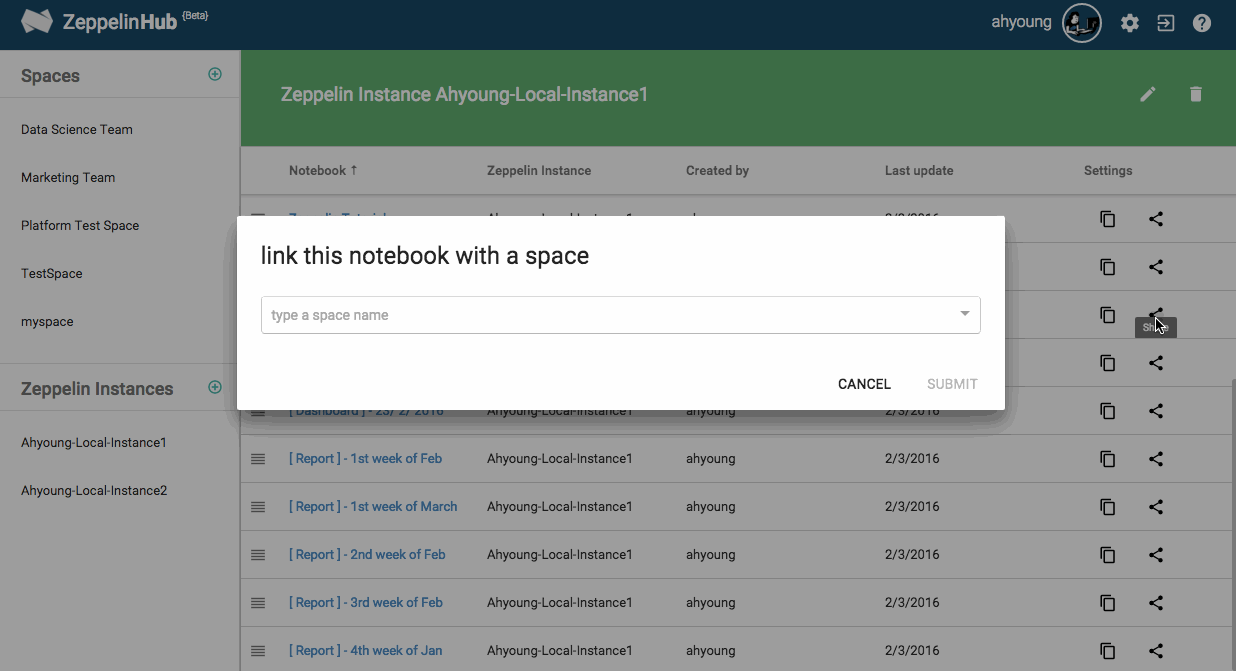 ZeppelinHub {Beta}
ahyoung
Spaces
Data Science Team
Marketing Team
Platform Test Space
TestSpace
myspace
Zeppelin Instances
Ahyoung-Local-Instance1
Ahyoung-Local-Instance2
Zeppelin Instance Ahyoung-Local-Instance1
Notebook ↑ Zeppelin Instance Created by Last update Settings
link this notebook with a space
type a space name
CANCEL SUBMIT
[ Dashboard ] - 23/ 2/ 2016 Ahyoung-Local-Instance1 ahyoung 2/3/2016
[ Report ] - 1st week of Feb Ahyoung-Local-Instance1 ahyoung 2/3/2016
[ Report ] - 1st week of March Ahyoung-Local-Instance1 ahyoung 2/3/2016
[ Report ] - 2nd week of Feb Ahyoung-Local-Instance1 ahyoung 2/3/2016
[ Report ] - 3rd week of Feb Ahyoung-Local-Instance1 ahyoung 2/3/2016
[ Report ] - 4th week of Jan Ahyoung-Local-Instance1 ahyoung 2/3/2016